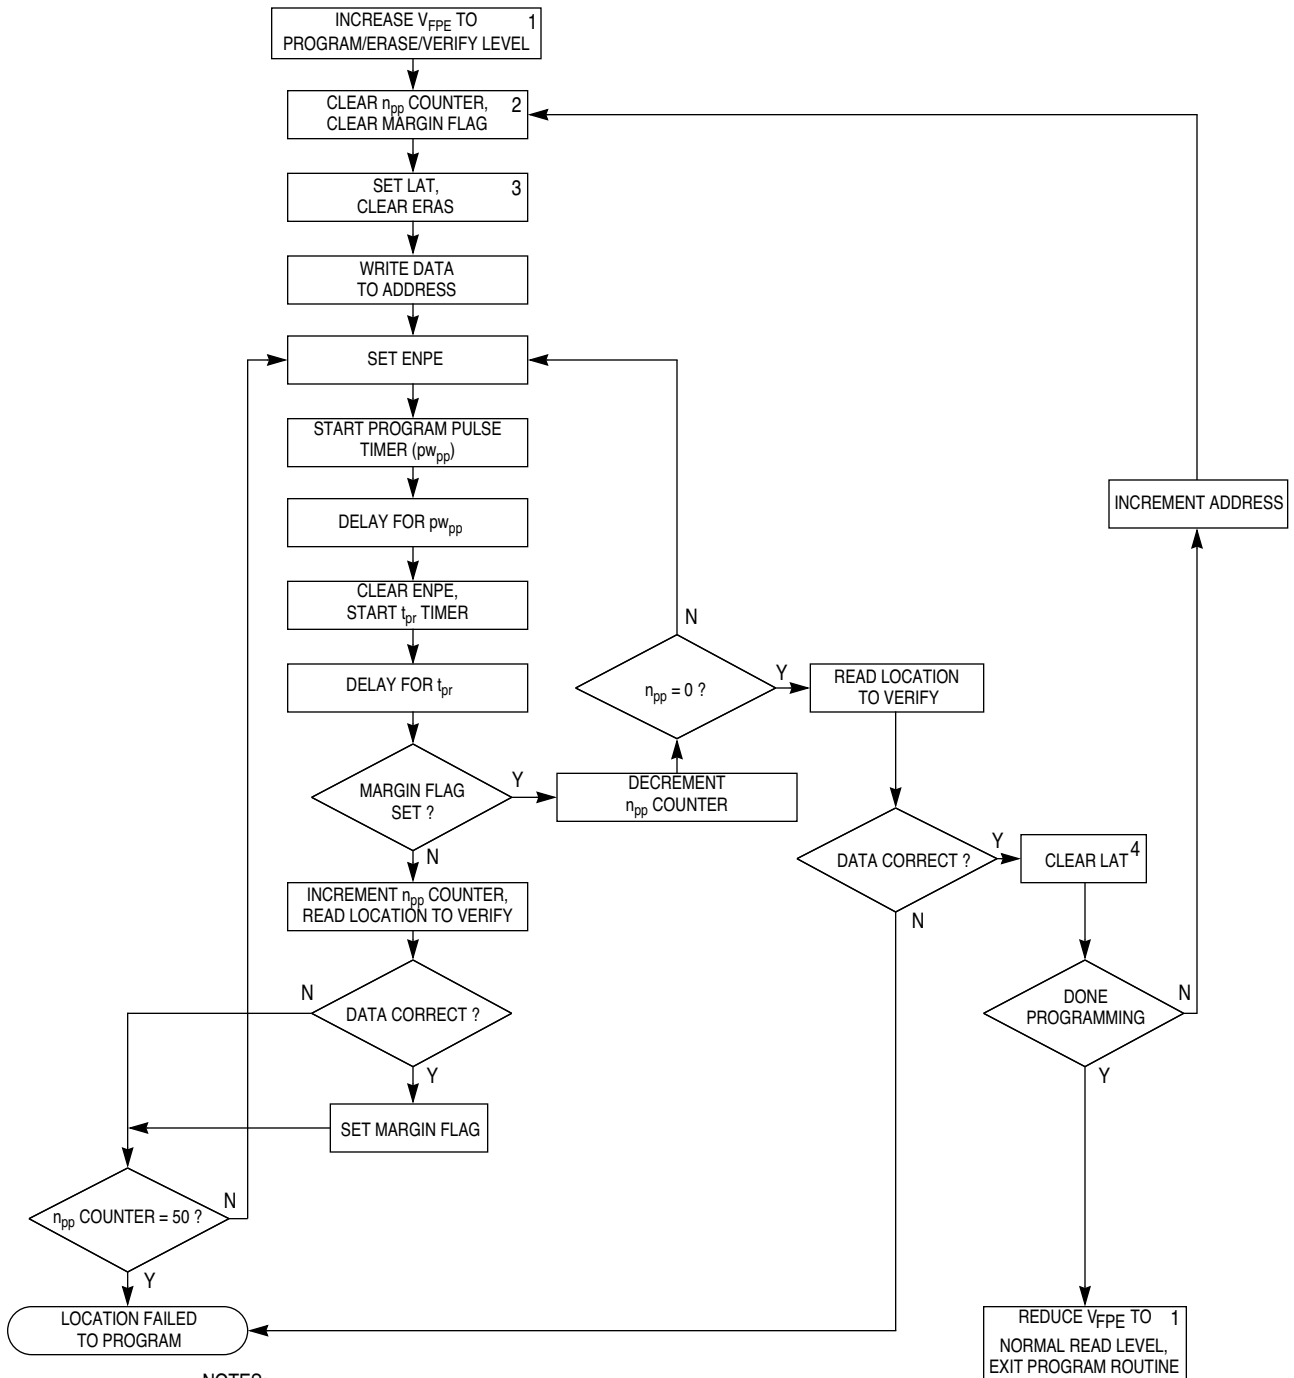 INCREASE VFPE TO 1
PROGRAM/ERASE/VERIFY LEVEL
CLEAR npp COUNTER, 2
CLEAR MARGIN FLAG
SET LAT, 3
CLEAR ERAS
WRITE DATA
TO ADDRESS
SET ENPE
START PROGRAM PULSE
TIMER (pwpp)
DELAY FOR pwpp
CLEAR ENPE,
START tpr TIMER
DELAY FOR tpr
MARGIN FLAG
SET ?
Y
N
DECREMENT
npp COUNTER
npp = 0 ?
N
Y
READ LOCATION
TO VERIFY
INCREMENT npp COUNTER,
READ LOCATION TO VERIFY
DATA CORRECT ?
N
Y
SET MARGIN FLAG
npp COUNTER = 50 ?
N
Y
LOCATION FAILED
TO PROGRAM
DATA CORRECT ?
Y
N
CLEAR LAT 4
DONE
PROGRAMMING
N
Y
INCREMENT ADDRESS
REDUCE VFPE TO 1
NORMAL READ LEVEL,
EXIT PROGRAM ROUTINE
NOTES: